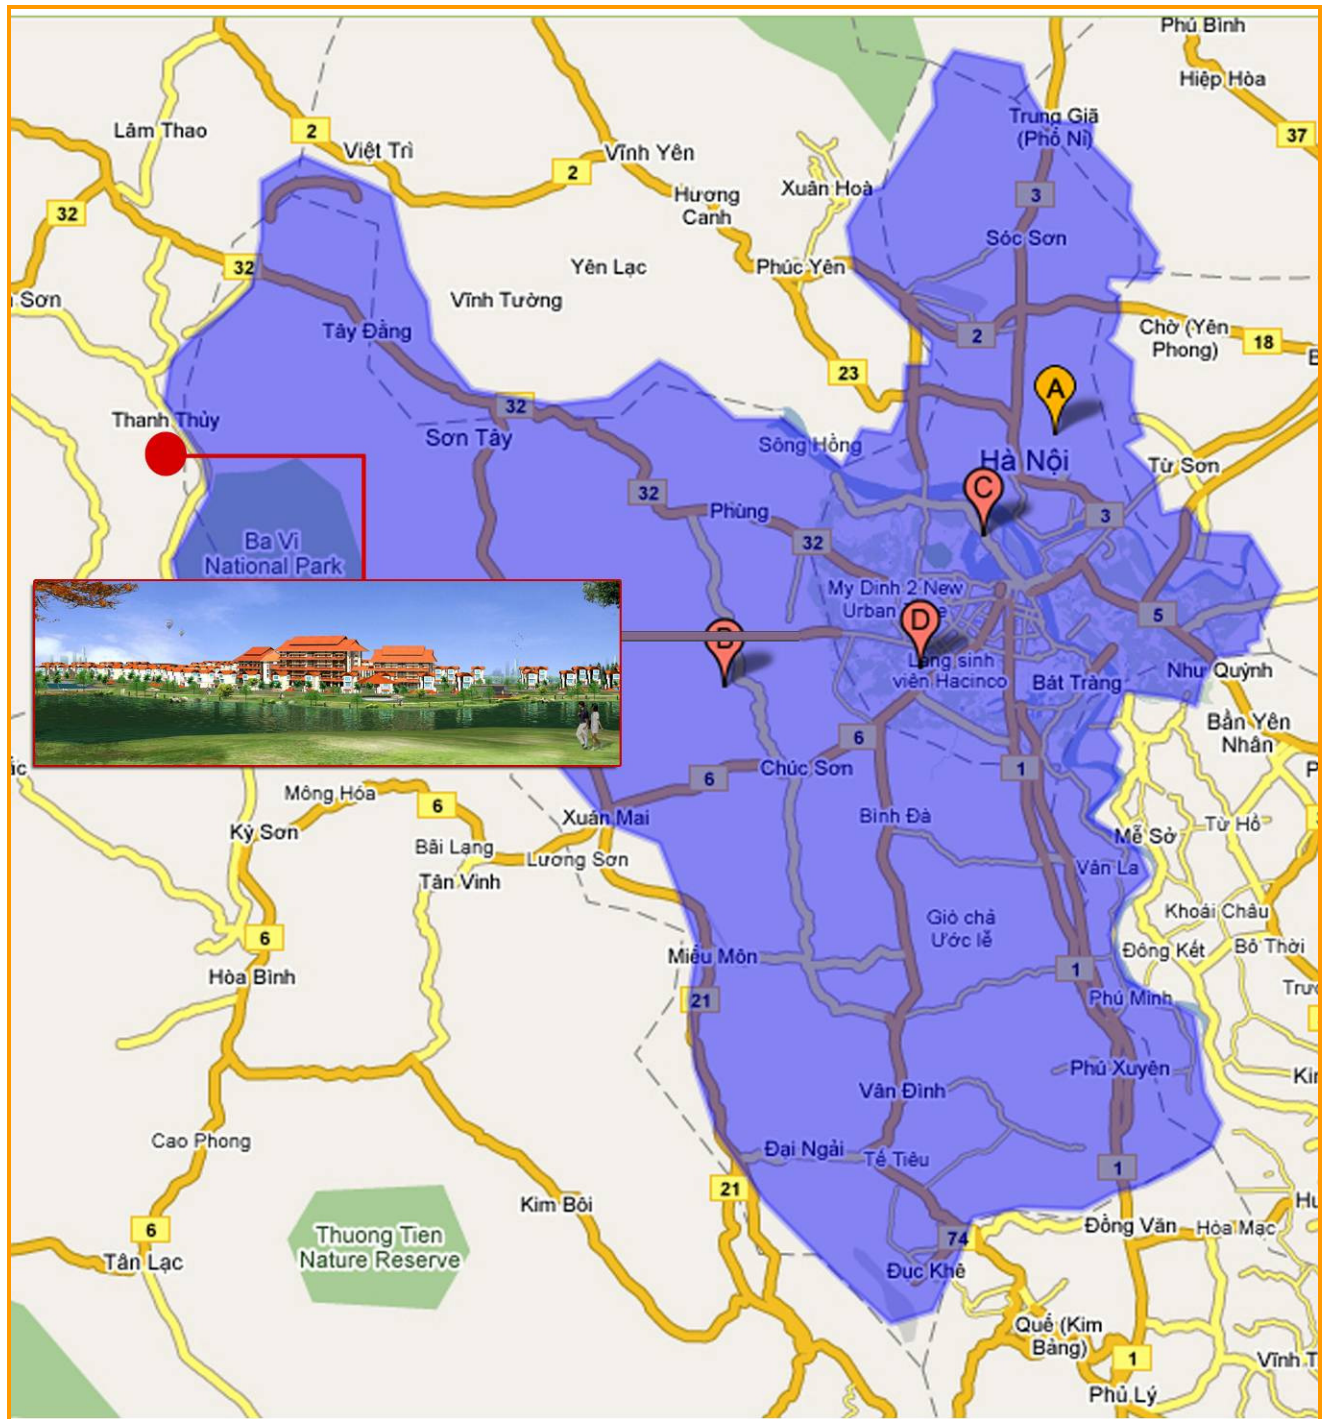 Phú Bình
Hiệp Hòa
Trung Giã
(Phố Nỉ)
Lâm Thao
2
Việt Trì
Vĩnh Yên
37
2
Xuân Hoà
Hương
Canh
3
32
Sóc Sơn
32
Yên Lạc
Phúc Yên
Sơn
Vĩnh Tường
Tây Đằng
2
Chờ (Yên
Phong)
18
23
A
32
Thanh Thủy
Sơn Tây
Sông Hồng
Hà Nội
Từ Sơn
C
32
Phùng
3
Ba Vì
National Park
32
My Dinh 2 New
Urban
5
D
Làng sinh
viên Hacinco
Bát Tràng
Như Quỳnh
Bần Yên
Nhân
6
1
Chúc Sơn
6
Mông Hóa
6
Xuân Mai
Bình Đà
Từ Hồ
Kỳ Sơn
Mễ Sở
Bãi Lạng
Lương Sơn
Vân La
Tân Vinh
Khoái Châu
Giò chả
Ước lễ
6
Đông Kết
Bô Thời
Miếu Môn
1
Hòa Bình
21
Phú Minh
Phú Xuyên
Vân Đình
Cao Phong
Đại Ngải
Tế Tiêu
1
21
Kim Bôi
6
Thuong Tien
Nature Reserve
Đồng Văn
Hòa Mạc
74
Tân Lạc
Đục Khê
Quế (Kim
Bảng)
1
Vĩnh T
Phủ Lý